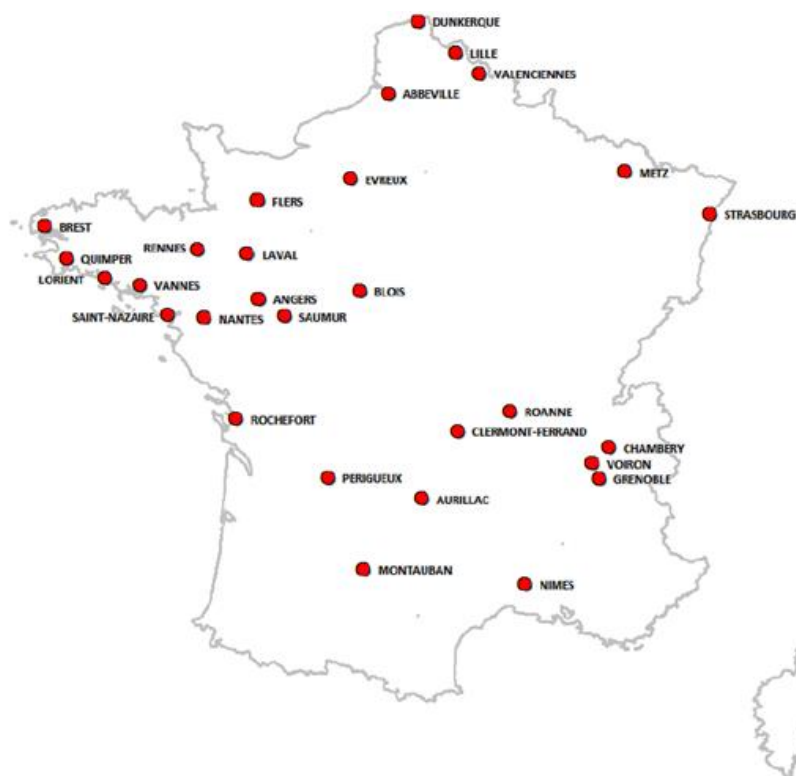 DUNKERQUE
LILLE
VALENCIENNES
ABBEVILLE
METZ
EVREUX
FLERS
STRASBOURG
BREST
RENNES
LAVAL
QUIMPER
LORIENT
VANNES
BLOIS
ANGERS
SAINT-NAZAIRE
NANTES
SAUMUR
ROANNE
ROCHEFORT
CLERMONT-FERRAND
CHAMBERY
VOIRON
PERIGUEUX
GRENOBLE
AURILLAC
MONTAUBAN
NIMES